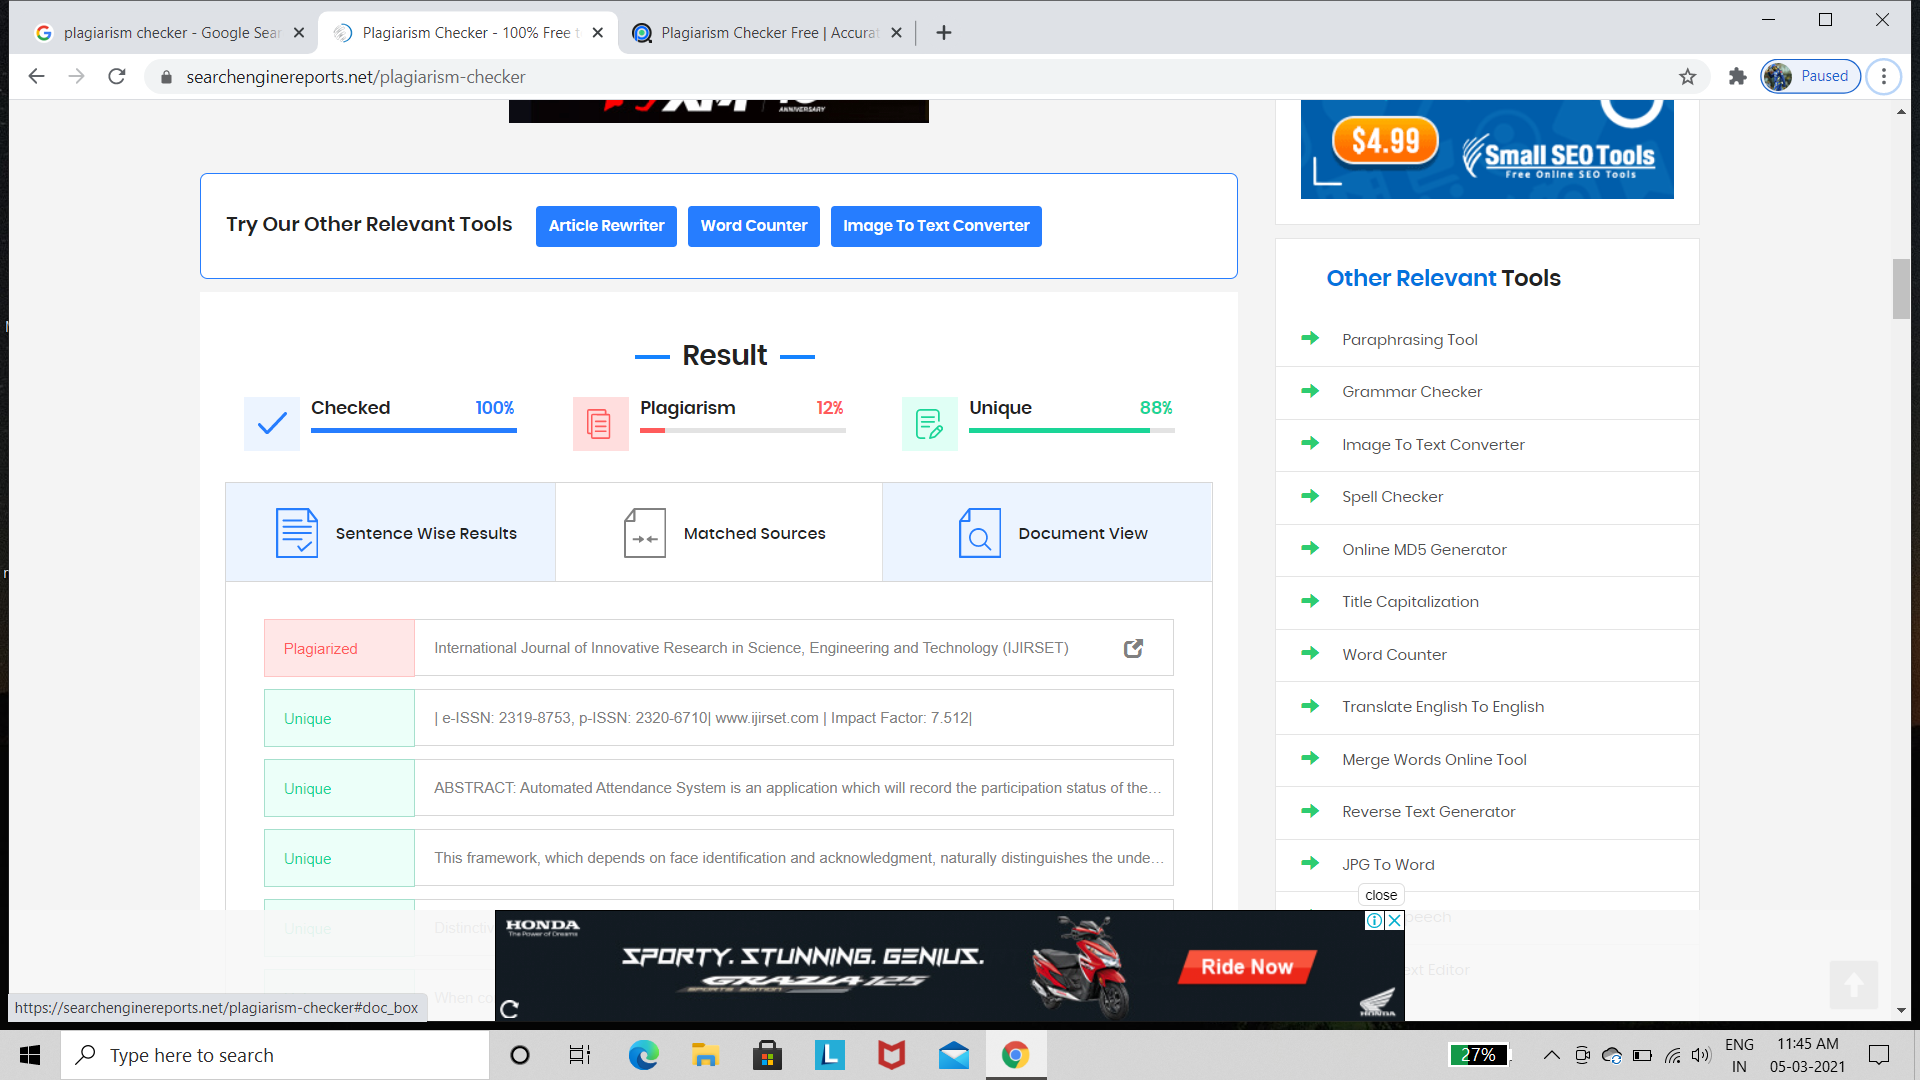 plagiarism checker - Google Sear
Plagiarism Checker - 100% Free t
Plagiarism Checker Free | Accurat
searchenginereports.net/plagiarism-checker
Paused
ANNIVERSARY
$4.99
Small SEO Tools
Free Online SEO Tools
Try Our Other Relevant Tools
Article Rewriter
Word Counter
Image To Text Converter
Result
Checked 100%
Plagiarism 12%
Unique 88%
Sentence Wise Results
Matched Sources
Document View
Plagiarized
International Journal of Innovative Research in Science, Engineering and Technology (IJIRSET)
Unique
| e-ISSN: 2319-8753, p-ISSN: 2320-6710| www.ijirset.com | Impact Factor: 7.512|
Unique
ABSTRACT: Automated Attendance System is an application which will record the participation status of the...
Unique
This framework, which depends on face identification and acknowledgment, naturally distinguishes the unde...
Unique
Distinctiv
When co
Other Relevant Tools
Paraphrasing Tool
Grammar Checker
Image To Text Converter
Spell Checker
Online MD5 Generator
Title Capitalization
Word Counter
Translate English To English
Merge Words Online Tool
Reverse Text Generator
JPG To Word
eech
ext Editor
close
HONDA
The Power of Dreams
SPORTY. STUNNING. GENIUS.
GRAZIA 125
SPORTS EDITION
Ride Now
HONDA
https://searchenginereports.net/plagiarism-checker#doc_box
Type here to search
27%
ENG
IN
11:45 AM
05-03-2021